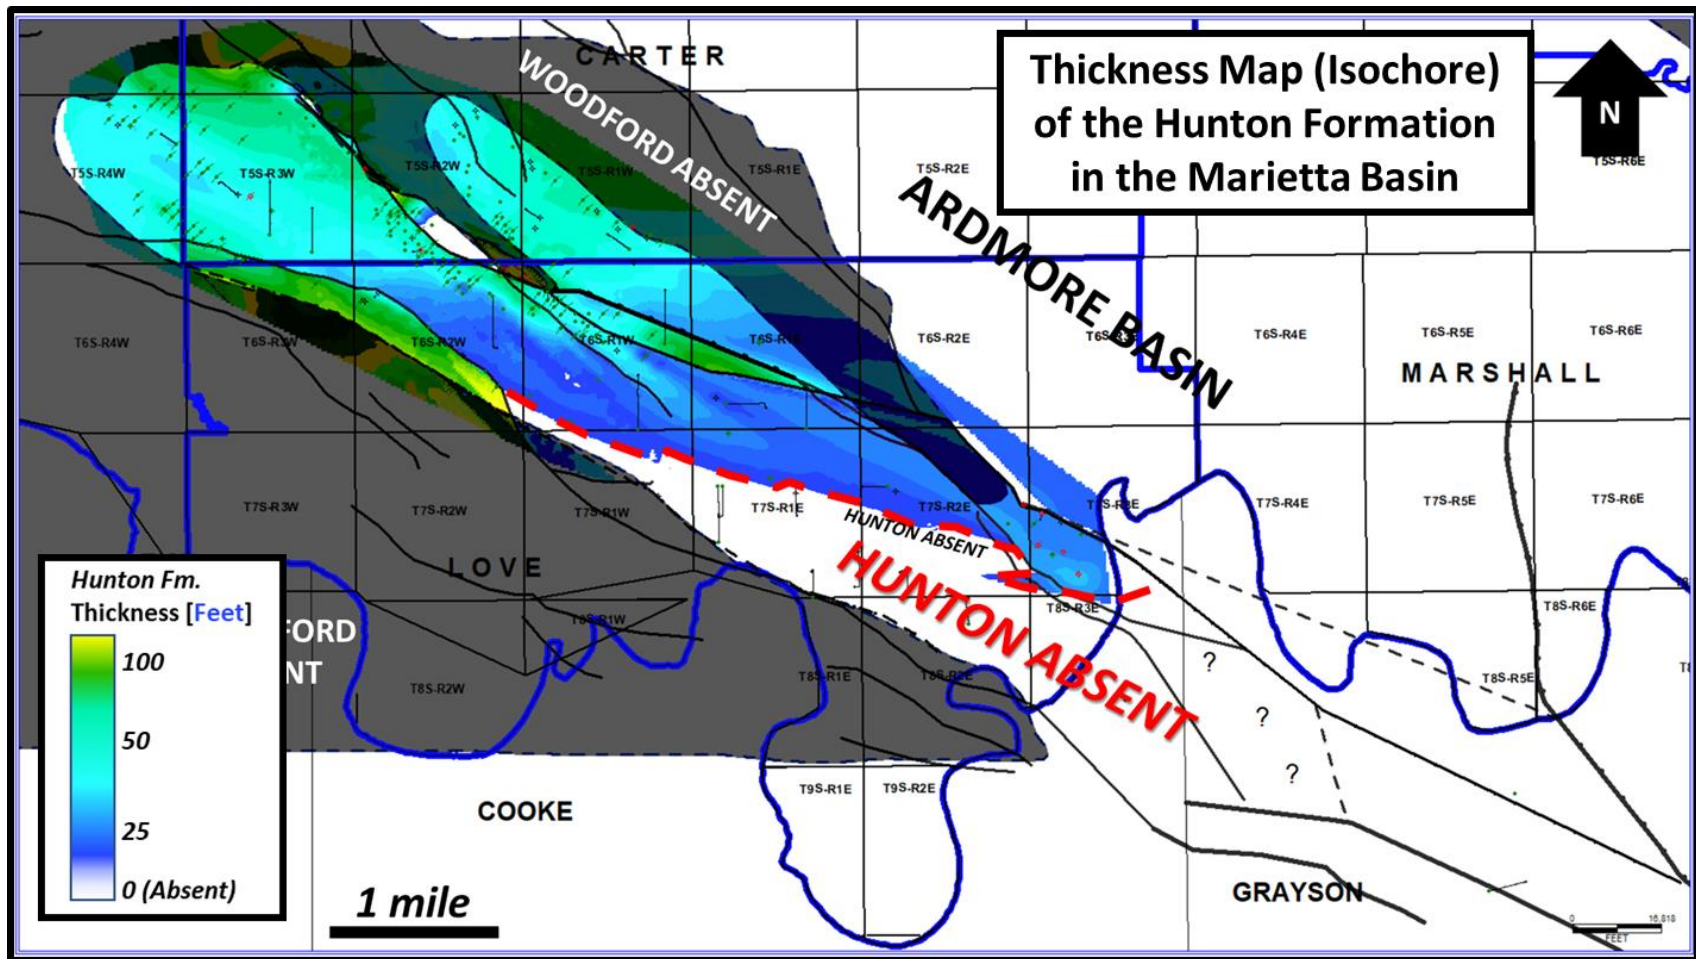 CARTER
Thickness Map (Isochore)
of the Hunton Formation
in the Marietta Basin
N
WOODFORD ABSENT
T5S-R4W
T5S-R3W
T5S-R2W
T5S-R1W
T5S-R1E
T5S-R2E
T5S-R6E
ARDMORE BASIN
T6S-R4W
T6S-R3W
T6S-R2W
T6S-R1W
T6S-R1E
T6S-R2E
T6S-R4E
T6S-R5E
T6S-R6E
MARSHALL
T7S-R3W
T7S-R2W
T7S-R1W
T7S-R1E
T7S-R2E
T7S-R3E
T7S-R4E
T7S-R5E
T7S-R6E
HUNTON ABSENT
HUNTON ABSENT
LOVE
Hunton Fm.
Thickness [Feet]
100
50
25
0 (Absent)
FORD
NT
T8S-R2W
T8S-R1W
T8S-R1E
T8S-R2E
T8S-R3E
T8S-R5E
T8S-R6E
?
?
?
T9S-R1E
T9S-R2E
COOKE
GRAYSON
1 mile
0 16,818
FEET